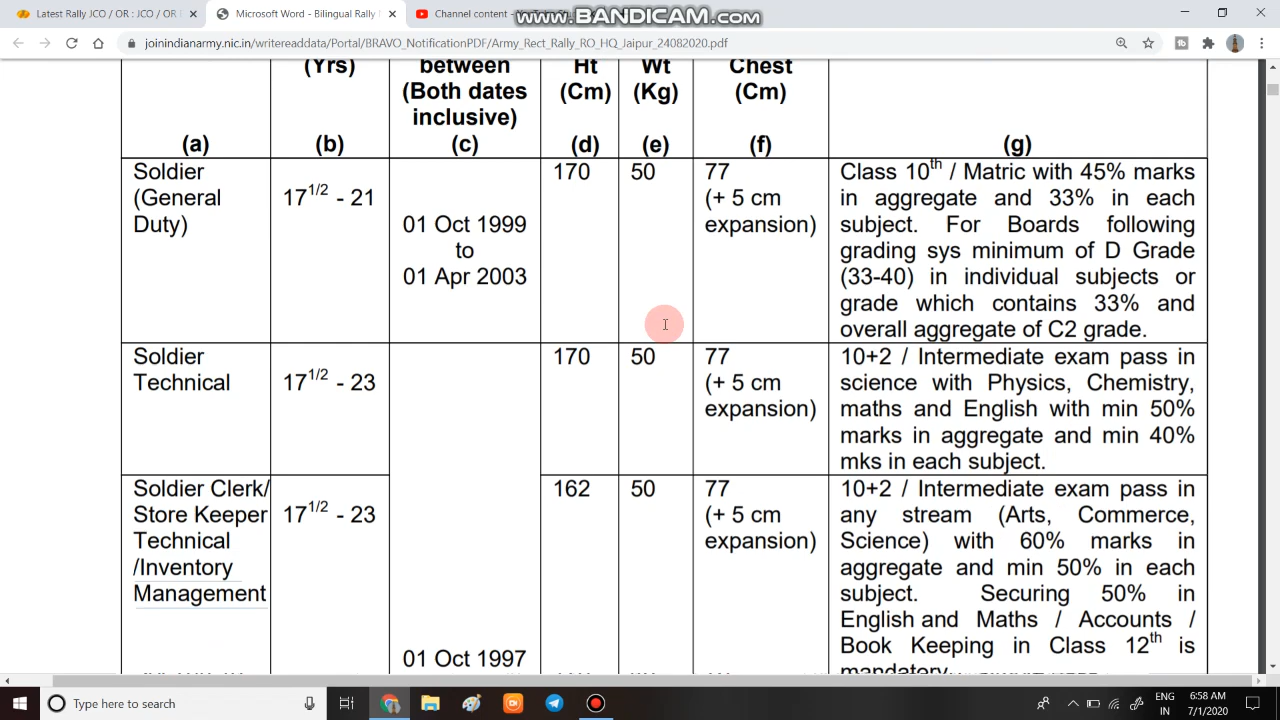 Latest Rally JCO / OR : JCO / OR
Microsoft Word - Bilingual Rally
Channel content -
www.BANDICAM.com
joinindianarmy.nic.in/writereaddata/Portal/BRAVO_NotificationPDF/Army_Rect_Rally_RO_HQ_Jaipur_24082020.pdf
(a)
(Yrs)
(b)
between
(Both dates
inclusive)
(c)
Ht
(Cm)
(d)
Wt
(Kg)
(e)
Chest
(Cm)
(f)
(g)
Soldier
(General
Duty)
17 1/2 - 21
01 Oct 1999
to
01 Apr 2003
170
50
77
(+ 5 cm
expansion)
Class 10th / Matric with 45% marks
in aggregate and 33% in each
subject. For Boards following
grading sys minimum of D Grade
(33-40) in individual subjects or
grade which contains 33% and
overall aggregate of C2 grade.
Soldier
Technical
17 1/2 - 23
170
50
77
(+ 5 cm
expansion)
10+2 / Intermediate exam pass in
science with Physics, Chemistry,
maths and English with min 50%
marks in aggregate and min 40%
mks in each subject.
Soldier Clerk/
Store Keeper
Technical
/Inventory
Management
17 1/2 - 23
01 Oct 1997
162
50
77
(+ 5 cm
expansion)
10+2 / Intermediate exam pass in
any stream (Arts, Commerce,
Science) with 60% marks in
aggregate and min 50% in each
subject. Securing 50% in
English and Maths / Accounts /
Book Keeping in Class 12th is
mandatory.
Type here to search
ENG
IN
6:58 AM
7/1/2020